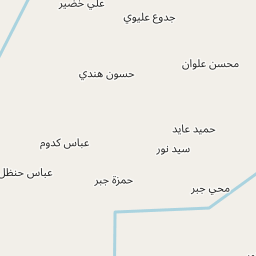 علي خضير
جدوع عليوي
محسن علوان
حسون هندي
حميد عايد
عباس كدوم
سيد نور
عباس حنظل
حمزة جبر
محي جبر